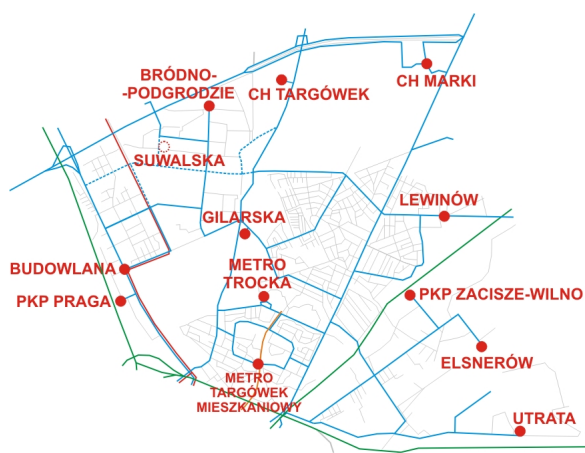 BRÓDNO-
-PODGRODZIE
CH TARGÓWEK
CH MARKI
SUWALSKA
LEWINÓW
GILARSKA
BUDOWLANA
METRO
TROCKA
PKP PRAGA
PKP ZACISZE-WILNO
ELSNERÓW
METRO
TARGÓWEK
MIESZKANIOWY
UTRATA